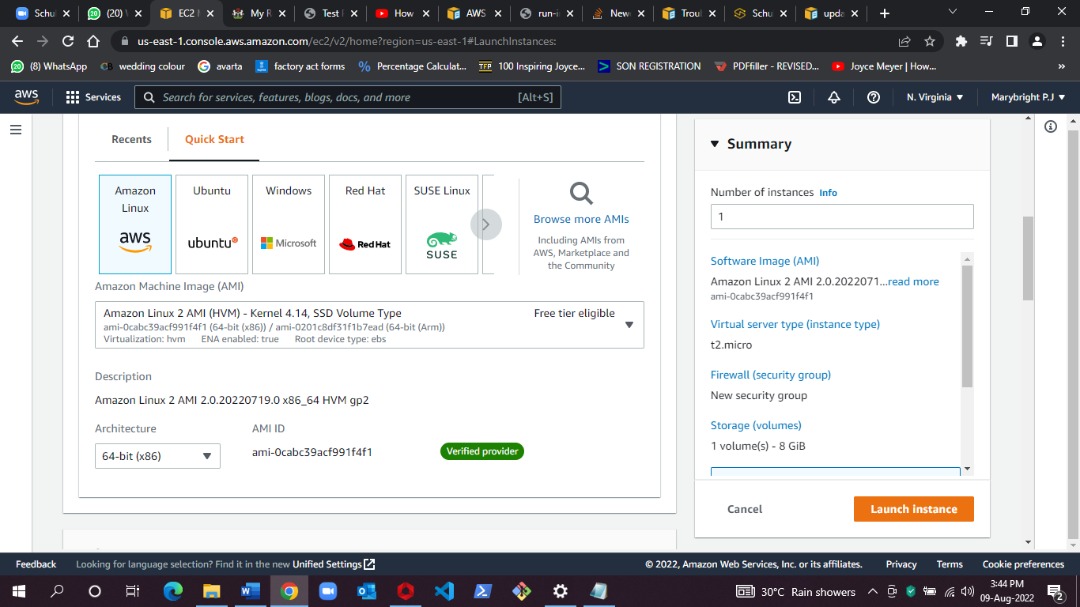 Schul
(20) \
EC2 M
My R
Test P
How
AWS
run-in
New
Troul
Schu
upda
us-east-1.console.aws.amazon.com/ec2/v2/home?region=us-east-1#LaunchInstances:
(8) WhatsApp
wedding colour
avarta
factory act forms
Percentage Calculat...
100 Inspiring Joyce...
SON REGISTRATION
PDFfiller - REVISED...
Joyce Meyer | How...
»
aws
Services
Search for services, features, blogs, docs, and more
[Alt+S]
N. Virginia
Marybright P.J
Recents
Quick Start
Amazon Linux
aws
Ubuntu
ubuntu
Windows
Microsoft
Red Hat
Red Hat
SUSE Linux
SUSE
Browse more AMIs
Including AMIs from
AWS, Marketplace and
the Community
Amazon Machine Image (AMI)
Amazon Linux 2 AMI (HVM) - Kernel 4.14, SSD Volume Type
Free tier eligible
ami-0cabc39acf991f4f1 (64-bit (x86)) / ami-0201c8df31f1b7ead (64-bit (Arm))
Virtualization: hvm ENA enabled: true Root device type: ebs
Description
Amazon Linux 2 AMI 2.0.20220719.0 x86_64 HVM gp2
Architecture
AMI ID
64-bit (x86)
ami-0cabc39acf991f4f1
Verified provider
Summary
Number of instances Info
1
Software Image (AMI)
Amazon Linux 2 AMI 2.0.2022071...read more
ami-0cabc39acf991f4f1
Virtual server type (instance type)
t2.micro
Firewall (security group)
New security group
Storage (volumes)
1 volume(s) - 8 GiB
Cancel
Launch instance
Feedback
Looking for language selection? Find it in the new Unified Settings
© 2022, Amazon Web Services, Inc. or its affiliates.
Privacy
Terms
Cookie preferences
30°C Rain showers
3:44 PM
09-Aug-2022
2